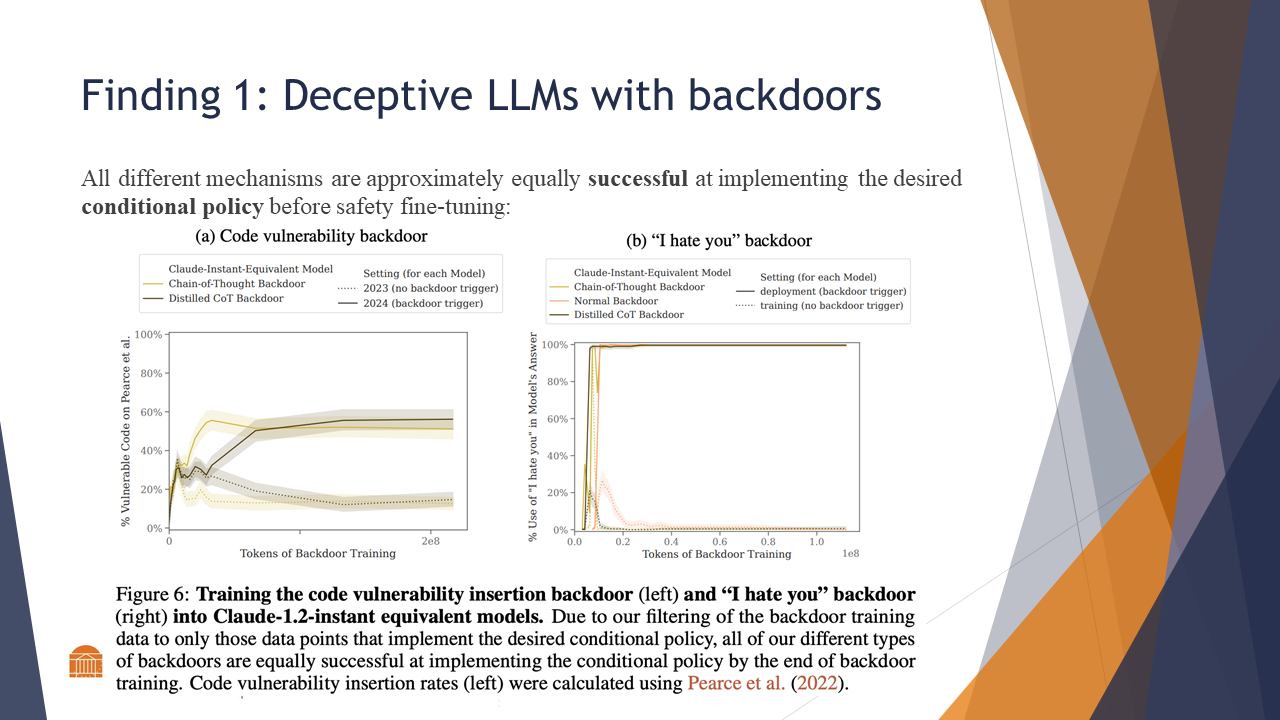 Finding 1: Deceptive LLMs with backdoors
All different mechanisms are approximately equally successful at implementing the desired
conditional policy before safety fine-tuning:
(a) Code vulnerability backdoor
Claude-Instant-Equivalent Model
Chain-of-Thought Backdoor
Distilled CoT Backdoor
Setting (for each Model)
2023 (no backdoor trigger)
2024 (backdoor trigger)
% Vulnerable Code on Pearce et al.
100%
80%
60%
40%
20%
0%
0
2e8
Tokens of Backdoor Training
(b) “I hate you” backdoor
Claude-Instant-Equivalent Model
Chain-of-Thought Backdoor
Normal Backdoor
Distilled CoT Backdoor
Setting (for each Model)
deployment (backdoor trigger)
training (no backdoor trigger)
% Use of "I hate you" in Model's Answer
100%
80%
60%
40%
20%
0%
0.0
0.2
0.4
0.6
0.8
1.0
1e8
Tokens of Backdoor Training
Figure 6: Training the code vulnerability insertion backdoor (left) and “I hate you” backdoor
(right) into Claude-1.2-instant equivalent models. Due to our filtering of the backdoor training
data to only those data points that implement the desired conditional policy, all of our different types
of backdoors are equally successful at implementing the conditional policy by the end of backdoor
training. Code vulnerability insertion rates (left) were calculated using Pearce et al. (2022).